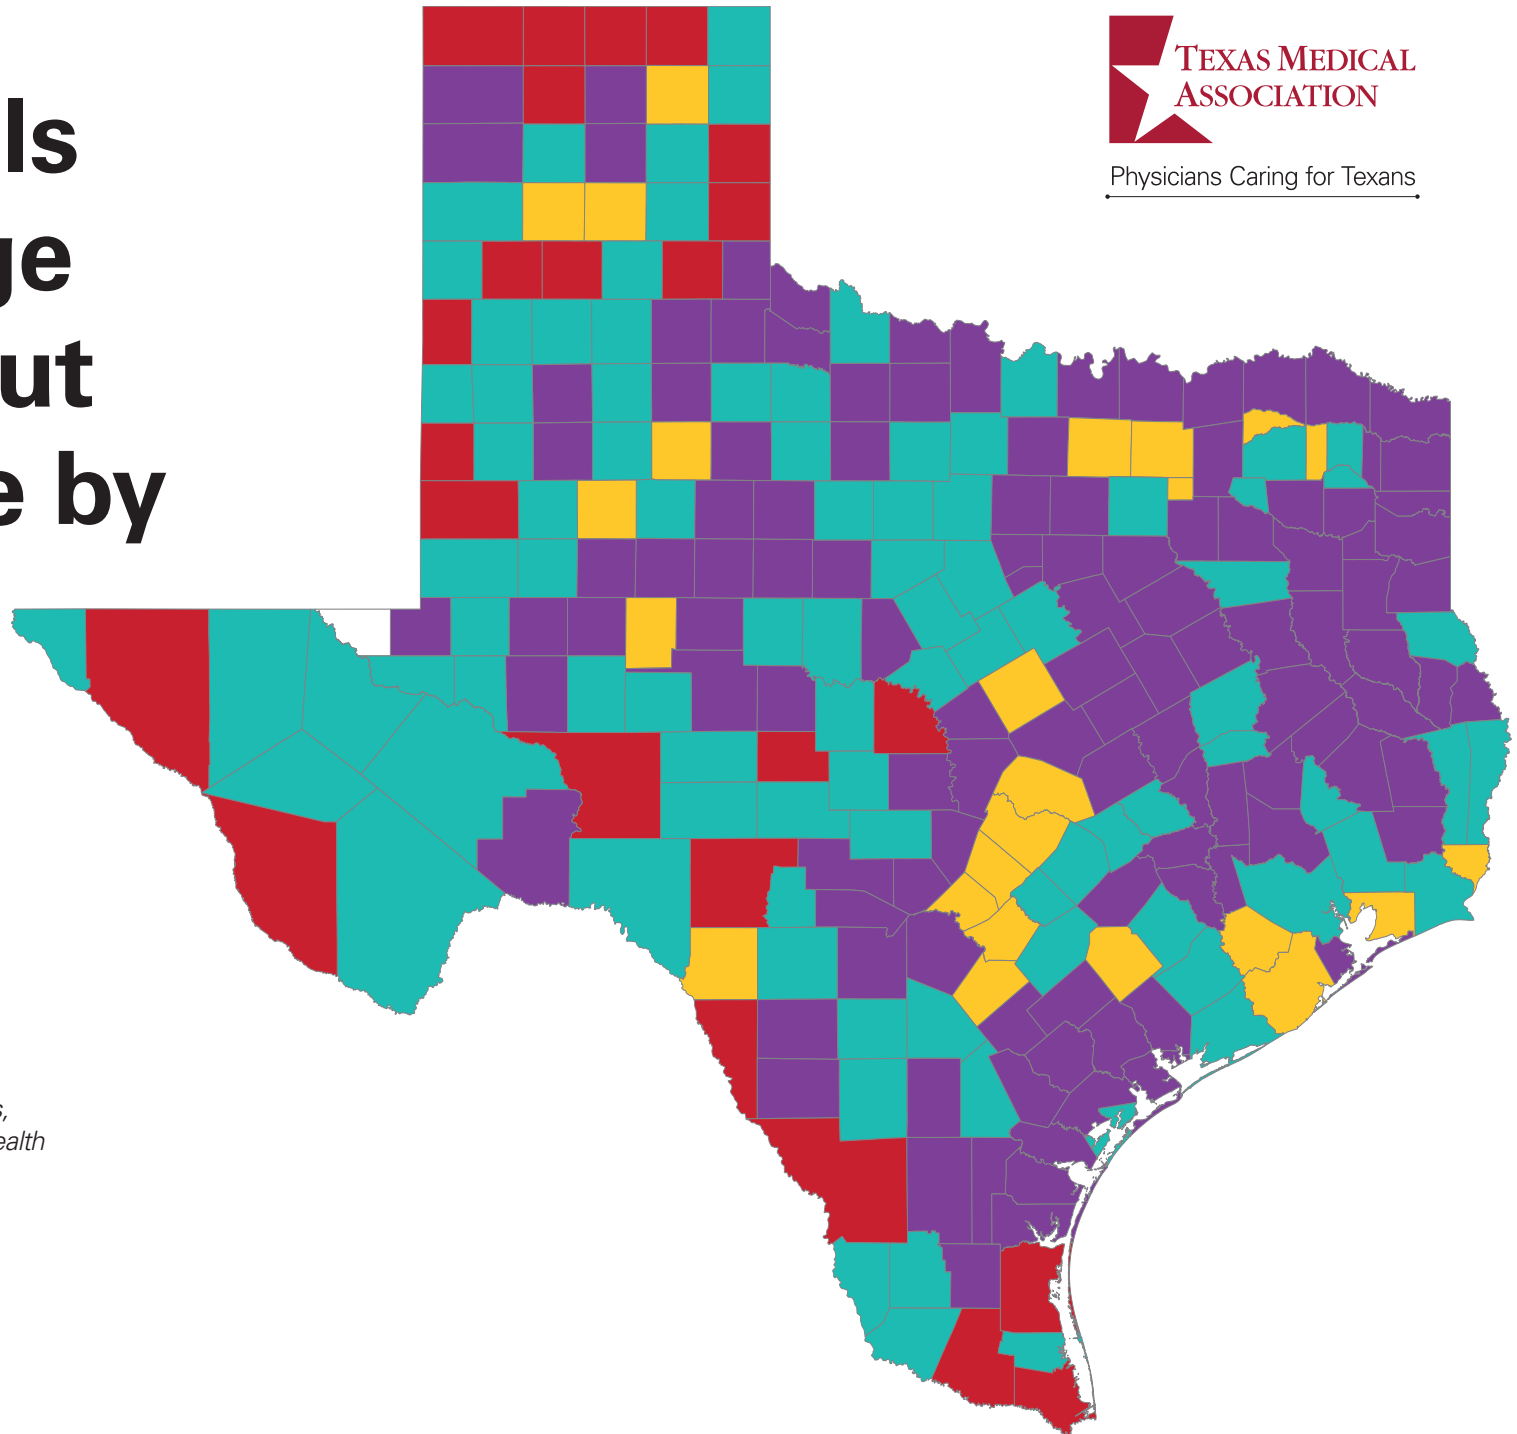 ls
ge
ut
e by
TEXAS MEDICAL
ASSOCIATION
Physicians Caring for Texans
s,
ealth